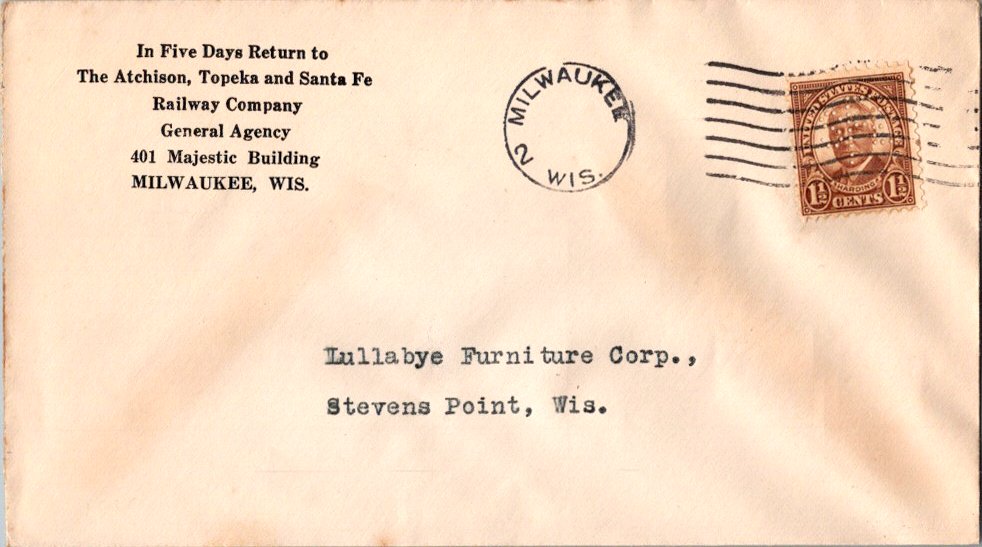 In Five Days Return to
The Atchison, Topeka and Santa Fe
Railway Company
General Agency
401 Majestic Building
MILWAUKEE, WIS.
MILWAUKEE
2
WIS.
UNITED STATES POSTAGE
HARDING
1½ CENTS 1½
Lullabye Furniture Corp.,
Stevens Point, Wis.